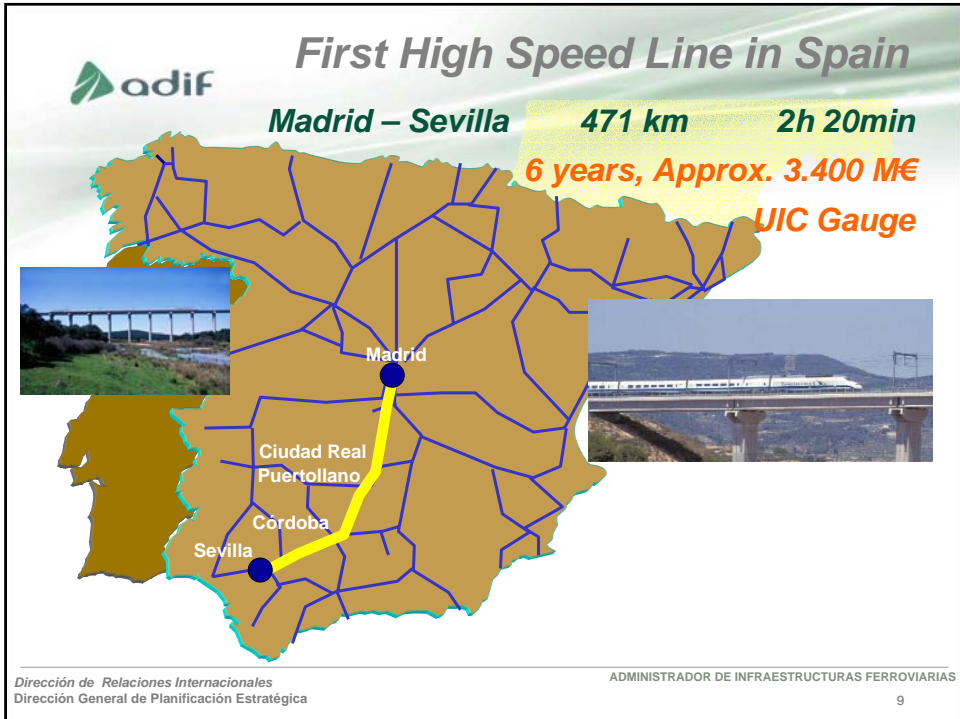 First High Speed Line in Spain
adif
Madrid – Sevilla 471 km 2h 20min
6 years, Approx. 3.400 M€
UIC Gauge
Madrid
Ciudad Real
Puertollano
Córdoba
Sevilla
Dirección de Relaciones Internacionales
Dirección General de Planificación Estratégica
ADMINISTRADOR DE INFRAESTRUCTURAS FERROVIARIAS
9